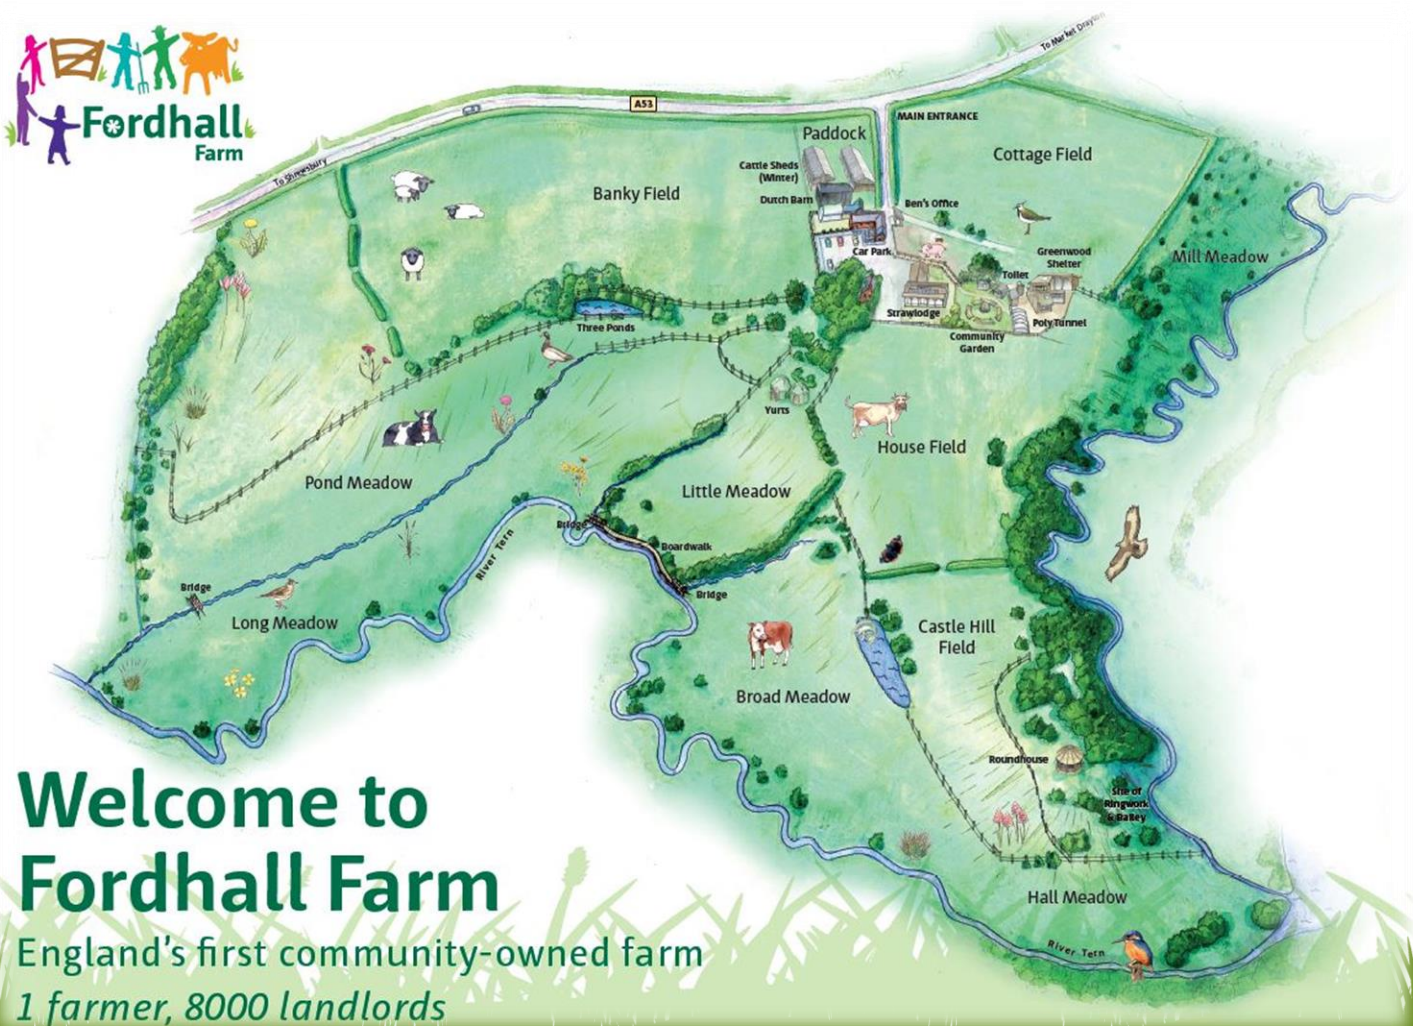 Fordhall
Farm
To Market Drayton
A53
MAIN ENTRANCE
To Shrewsbury
Paddock
Cottage Field
Cattle Sheds
(Winter)
Banky Field
Dutch Barn
Ben's Office
Car Park
Greenwood
Shelter
Mill Meadow
Toilet
Strawlodge
Poly Tunnel
Three Ponds
Community
Garden
Yurts
House Field
Pond Meadow
Little Meadow
Bridge
River Tern
Boardwalk
Bridge
Bridge
Long Meadow
Castle Hill
Field
Broad Meadow
Roundhouse
Site of
Ringwork
& Bailey
Hall Meadow
River Tern
Welcome to
Fordhall Farm
England's first community-owned farm
1 farmer, 8000 landlords